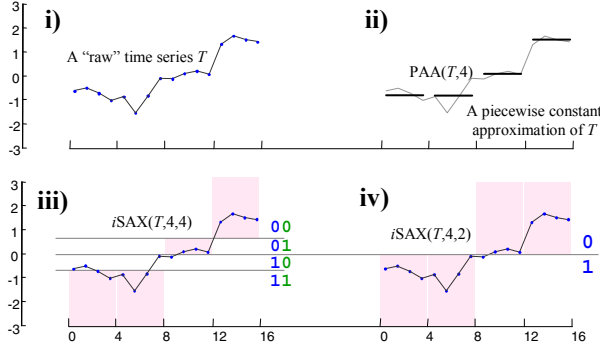 i)
3
2
1
0
-1
-2
-3
A “raw” time series T
ii)
PAA(T,4)
A piecewise constant
approximation of T
iii)
3
2
1
0
-1
-2
-3
iSAX(T,4,4)
00
01
10
11
0 4 8 12 16
iv)
iSAX(T,4,2)
0
1
0 4 8 12 16